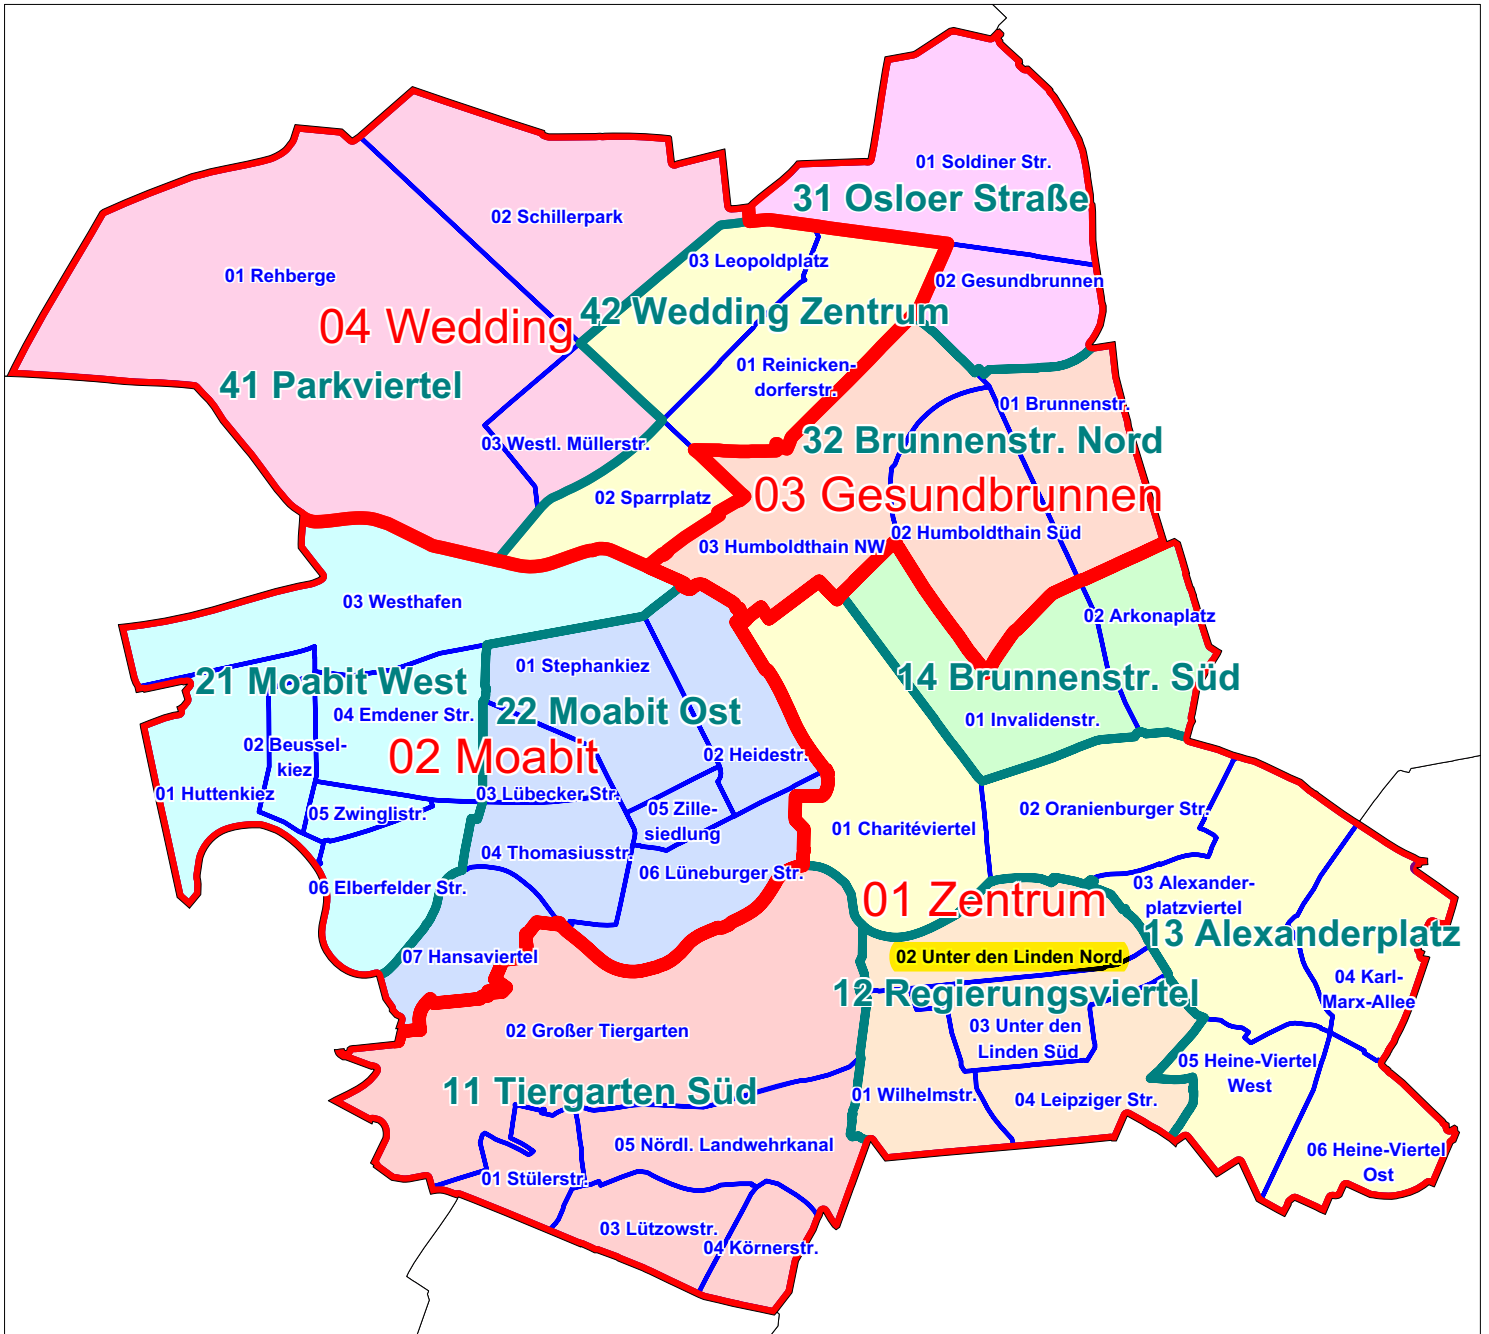 01 Soldiner Str.
31 Osloer Straße
02 Schillerpark
03 Leopoldplatz
01 Rehberge
02 Gesundbrunnen
04 Wedding
42 Wedding Zentrum
41 Parkviertel
01 Reinicken-
dorferstr.
01 Brunnenstr.
03 Westl. Müllerstr.
32 Brunnenstr. Nord
02 Sparrplatz
03 Gesundbrunnen
02 Humboldthain Süd
03 Humboldthain NW
03 Westhafen
02 Arkonaplatz
01 Stephankiez
21 Moabit West
14 Brunnenstr. Süd
04 Emdener Str.
22 Moabit Ost
01 Invalidenstr.
02 Beussel-
kiez
02 Moabit
02 Heidestr.
01 Huttenkiez
03 Lübecker Str.
05 Zwinglistr.
05 Zille-
siedlung
02 Oranienburger Str.
01 Charitéviertel
04 Thomasiusstr.
06 Lüneburger Str.
06 Elberfelder Str.
03 Alexander-
platzviertel
01 Zentrum
13 Alexanderplatz
07 Hansaviertel
02 Unter den Linden Nord
12 Regierungsviertel
04 Karl-
Marx-Allee
02 Großer Tiergarten
03 Unter den
Linden Süd
05 Heine-Viertel
West
11 Tiergarten Süd
01 Wilhelmstr.
04 Leipziger Str.
05 Nördl. Landwehrkanal
06 Heine-Viertel
Ost
01 Stülerstr.
03 Lützowstr.
04 Körnerstr.